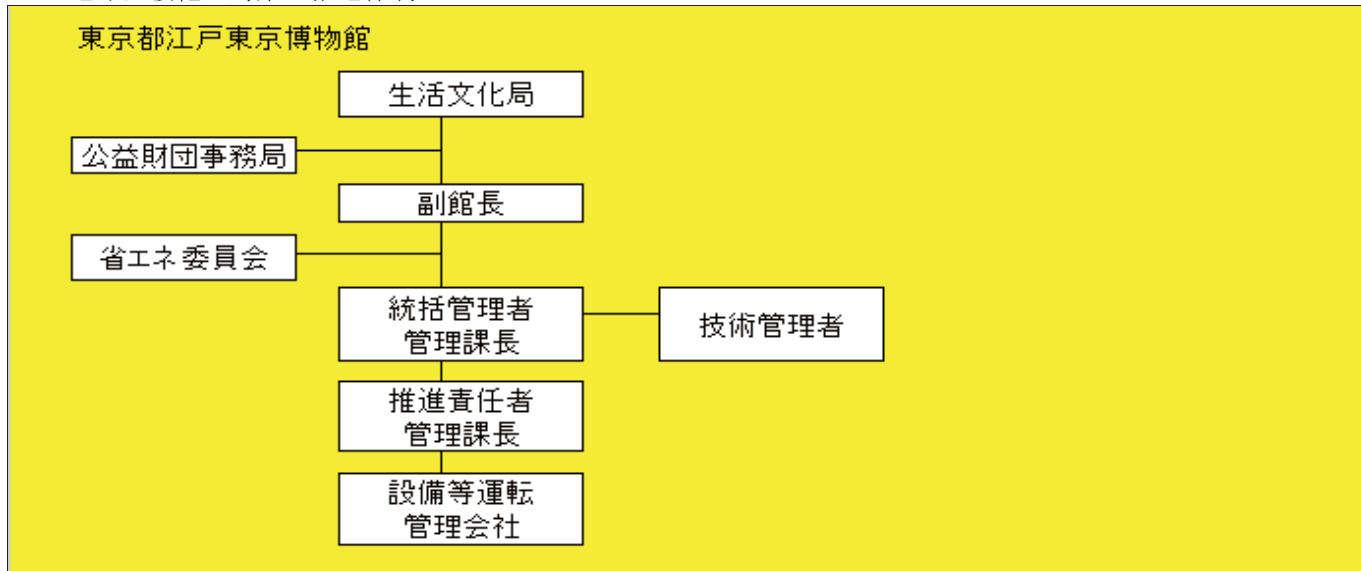 東京都江戸東京博物館
生活文化局
公益財団事務局
副館長
省エネ委員会
統括管理者
管理課長
技術管理者
推進責任者
管理課長
設備等運転
管理会社